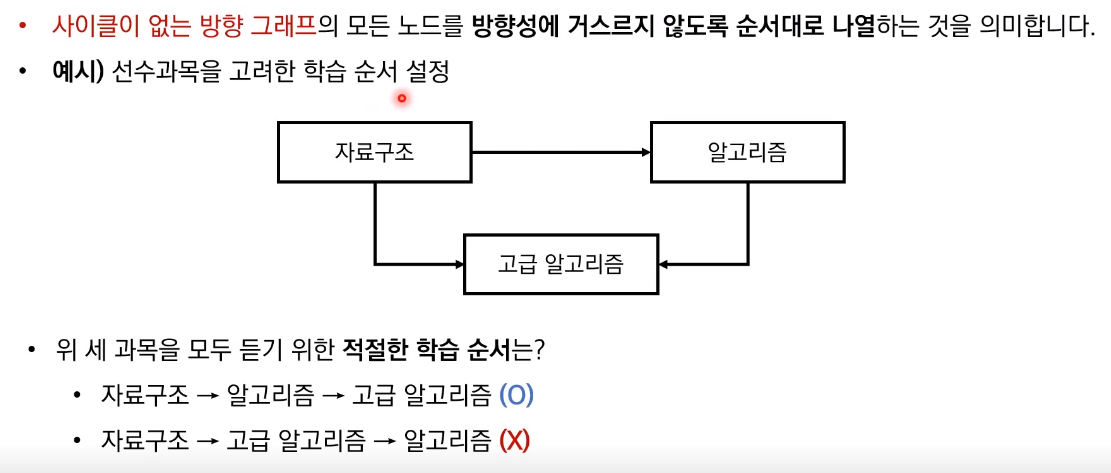 • 사이클이 없는 방향 그래프의 모든 노드를 방향성에 거스르지 않도록 순서대로 나열하는 것을 의미합니다.
• 예시) 선수과목을 고려한 학습 순서 설정
자료구조
알고리즘
고급 알고리즘
• 위 세 과목을 모두 듣기 위한 적절한 학습 순서는?
• 자료구조 → 알고리즘 → 고급 알고리즘 (O)
• 자료구조 → 고급 알고리즘 → 알고리즘 (X)